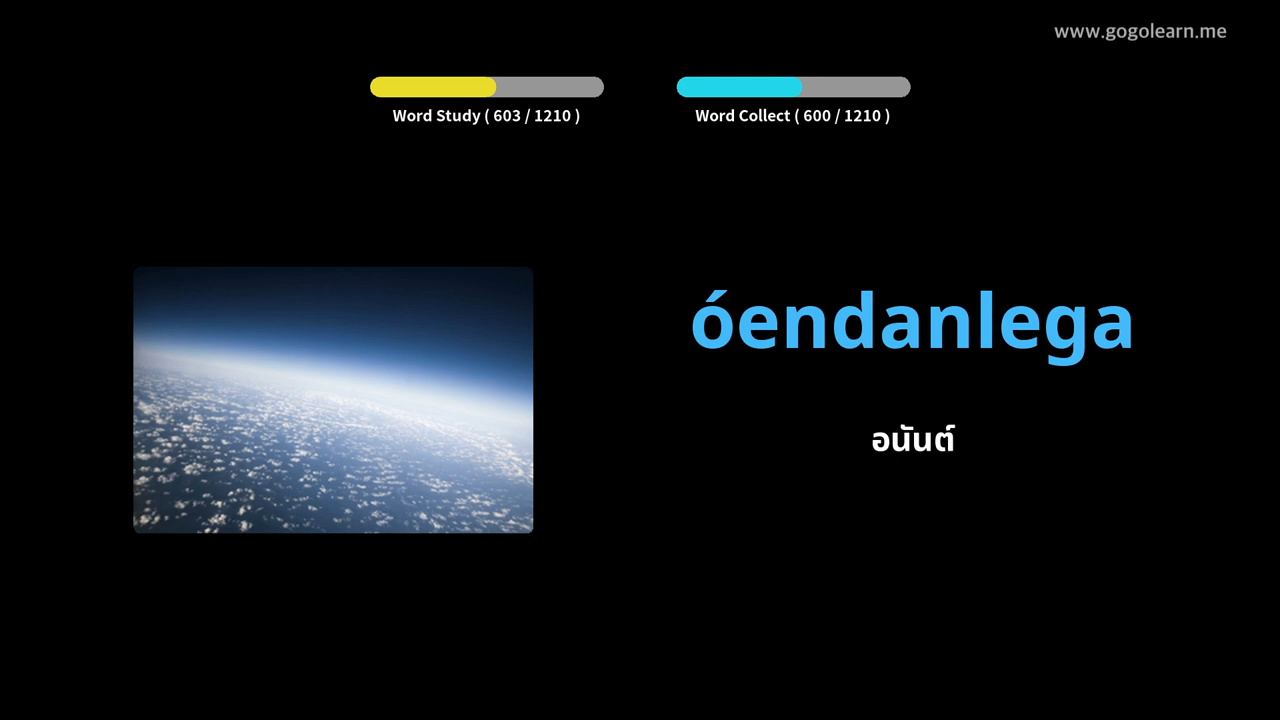 www.gogolearn.me
Word Study ( 603 / 1210 )
Word Collect ( 600 / 1210 )
óendanlega
อนันต์